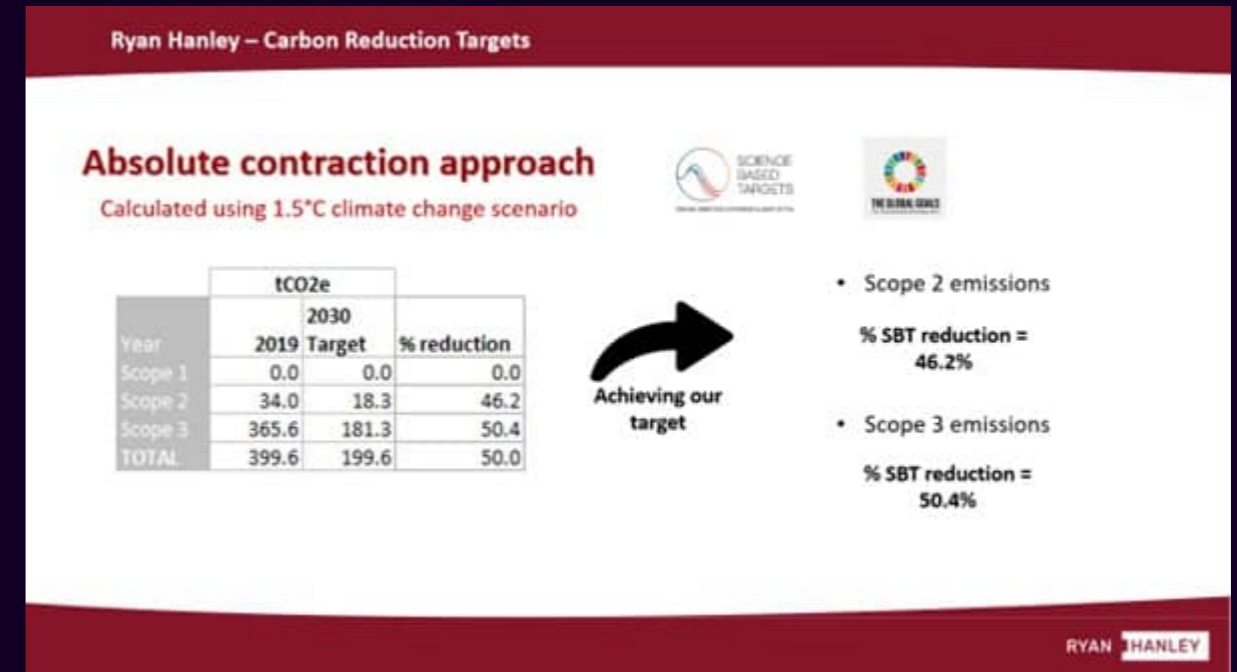 Ryan Hanley – Carbon Reduction Targets
Absolute contraction approach
Calculated using 1.5°C climate change scenario
SCIENCE
BASED
TARGETS
THE GLOBAL GOALS
tCO2e
Year 2019 2030 Target % reduction
Scope 1 0.0 0.0 0.0
Scope 2 34.0 18.3 46.2
Scope 3 365.6 181.3 50.4
TOTAL 399.6 199.6 50.0
Achieving our
target
• Scope 2 emissions
% SBT reduction =
46.2%
• Scope 3 emissions
% SBT reduction =
50.4%
RYAN HANLEY